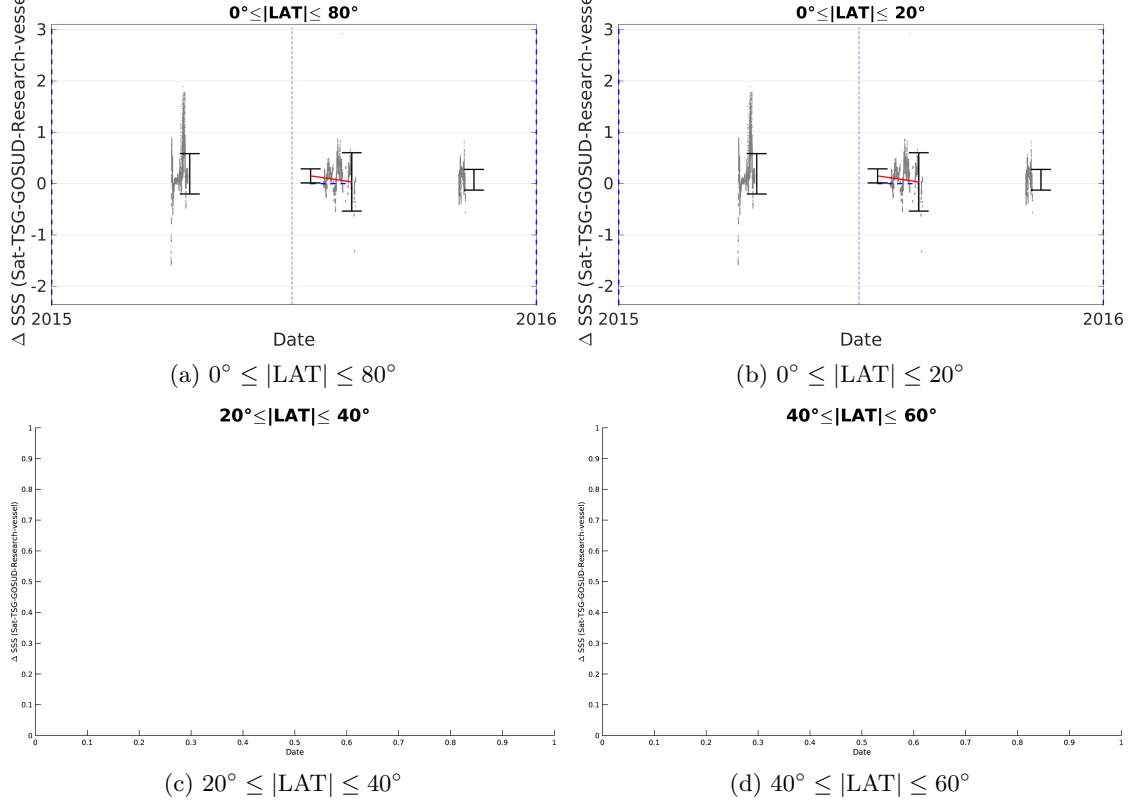 0°≤|LAT|≤ 80°
Δ SSS (Sat-TSG-GOSUD-Research-vessel
3
2
1
0
-1
-2
2015
2016
Date
(a) 0° ≤ |LAT| ≤ 80°
0°≤|LAT|≤ 20°
Δ SSS (Sat-TSG-GOSUD-Research-vessel
3
2
1
0
-1
-2
2015
2016
Date
(b) 0° ≤ |LAT| ≤ 20°
20°≤|LAT|≤ 40°
Δ SSS (Sat-TSG-GOSUD-Research-vessel)
1
0.9
0.8
0.7
0.6
0.5
0.4
0.3
0.2
0.1
0
0 0.1 0.2 0.3 0.4 0.5 0.6 0.7 0.8 0.9 1
Date
(c) 20° ≤ |LAT| ≤ 40°
40°≤|LAT|≤ 60°
Δ SSS (Sat-TSG-GOSUD-Research-vessel)
1
0.9
0.8
0.7
0.6
0.5
0.4
0.3
0.2
0.1
0
0 0.1 0.2 0.3 0.4 0.5 0.6 0.7 0.8 0.9 1
Date
(d) 40° ≤ |LAT| ≤ 60°